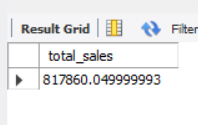 Result Grid Filter
total_sales
817860.049999993